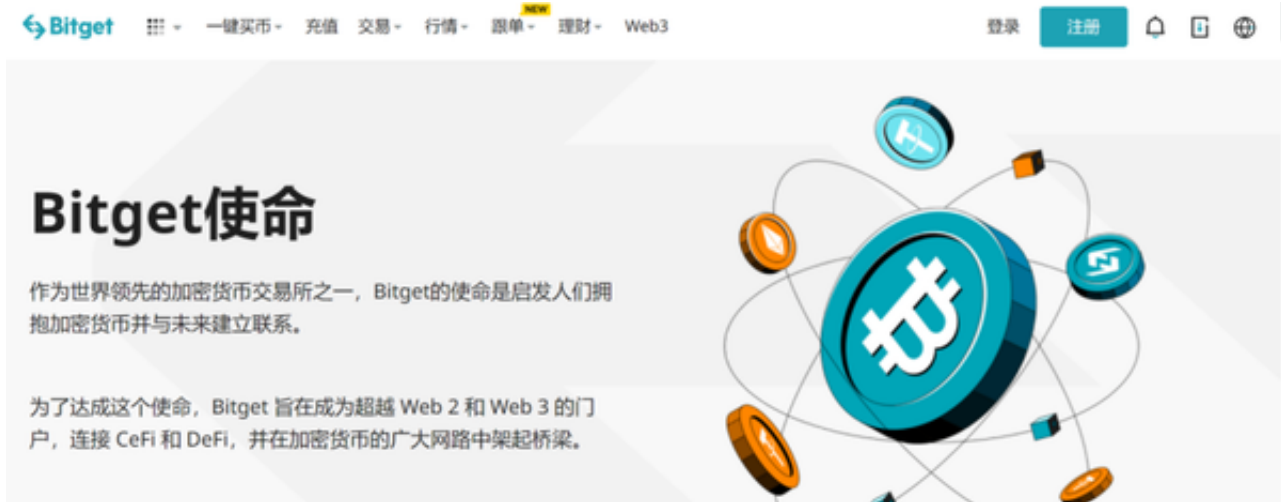 Bitget 一键买币 充值 交易 行情 跟单 NEW 理财 Web3 登录 注册
Bitget使命
作为世界领先的加密货币交易所之一，Bitget的使命是启发人们拥
抱加密货币并与未来建立联系。
为了达成这个使命，Bitget 旨在成为超越 Web 2 和 Web 3 的门
户，连接 CeFi 和 DeFi，并在加密货币的广大网路中架起桥梁。